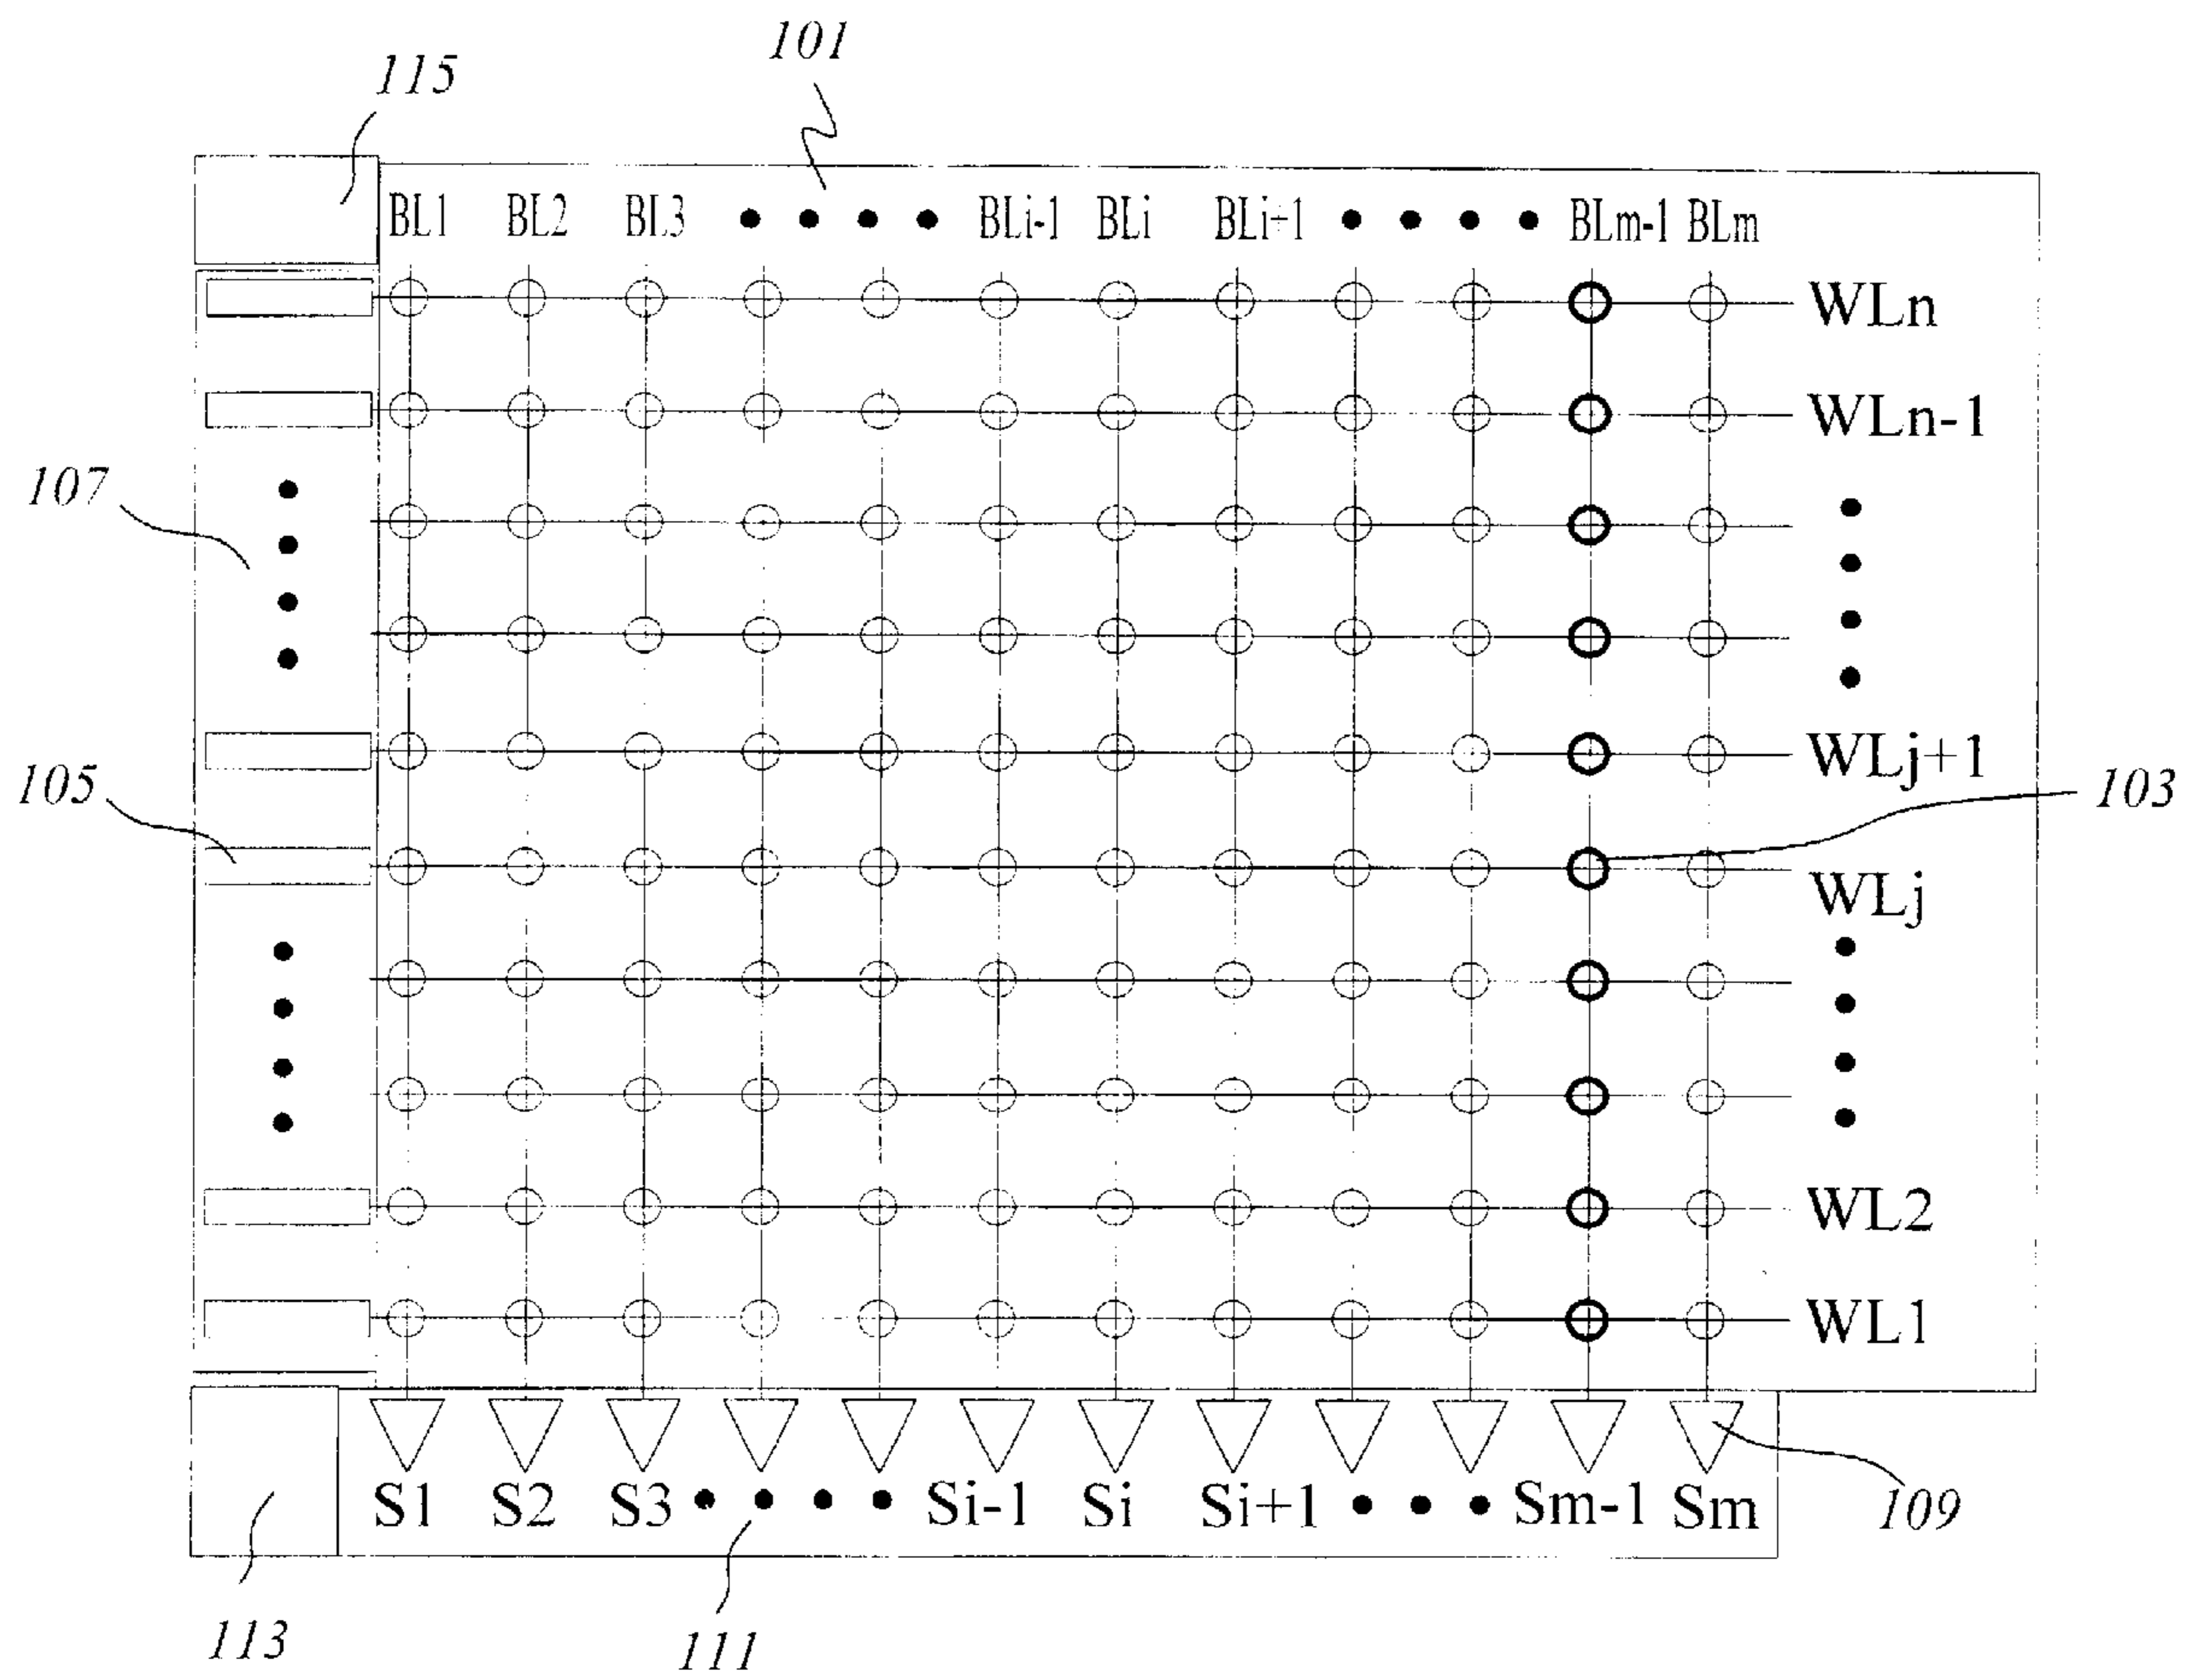 101
115
BL1 BL2 BL3 • • • • BLi-1 BLi BLi+1 • • • • BLm-1 BLm
WLn
WLn-1
107
WLj+1
105
103
WLj
WL2
WL1
S1 S2 S3 • • • • Si-1 Si Si+1 • • • Sm-1 Sm
109
113
111